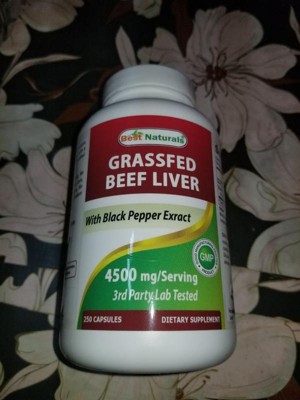 Best Naturals
GRASSFED
BEEF LIVER
With Black Pepper Exract
4500 mg/Serving
3rd Party Lab Tested
GMP
250 CAPSULES
DIETARY SUPPLEMENT